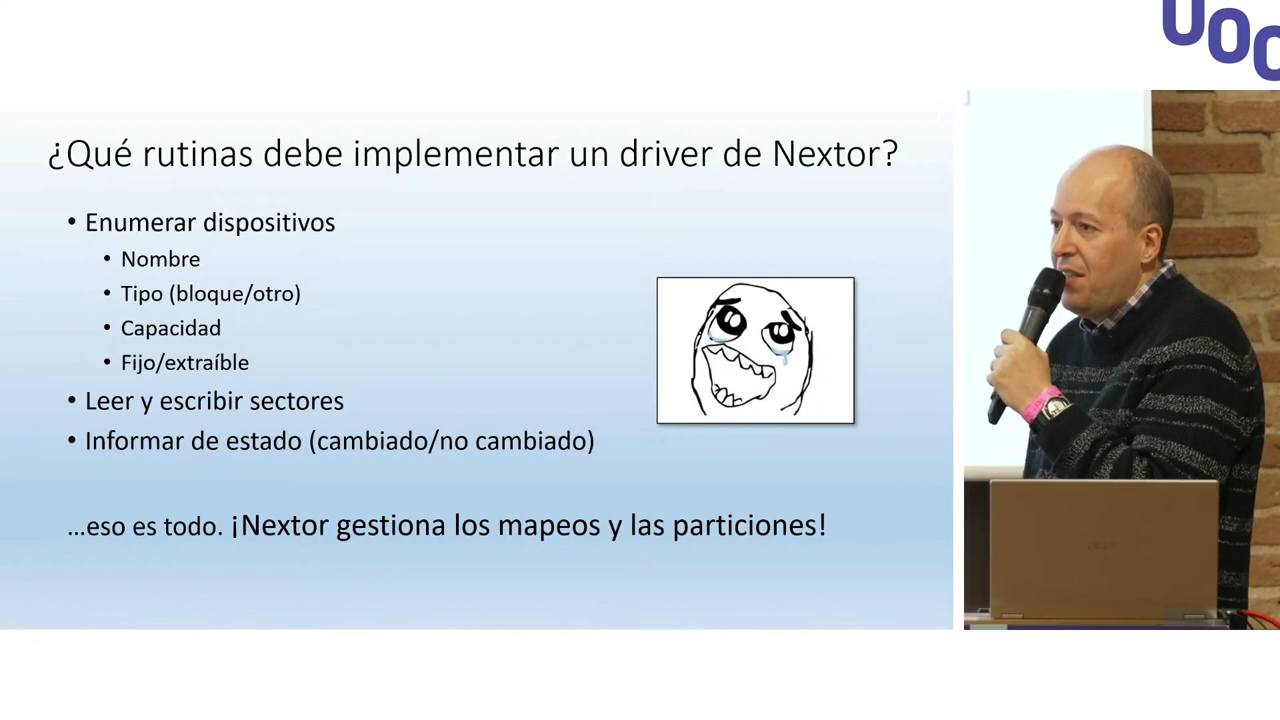 UOC
¿Qué rutinas debe implementar un driver de Nextor?
• Enumerar dispositivos
• Nombre
• Tipo (bloque/otro)
• Capacidad
• Fijo/extraíble
• Leer y escribir sectores
• Informar de estado (cambiado/no cambiado)
...eso es todo. ¡Nextor gestiona los mapeos y las particiones!